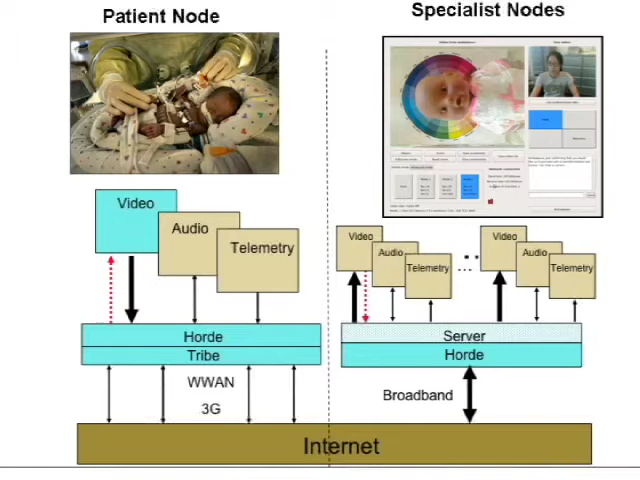 Patient Node
Specialist Nodes
Video
Audio
Telemetry
Video
Audio
Telemetry
Video
Audio
Telemetry
Horde
Tribe
Server
Horde
WWAN
3G
Broadband
Internet